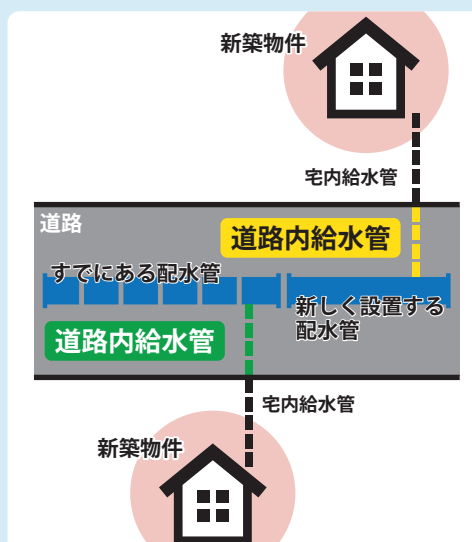 新築物件
宅内給水管
道路
道路内給水管
すでにある配水管
新しく設置する
配水管
道路内給水管
宅内給水管
新築物件